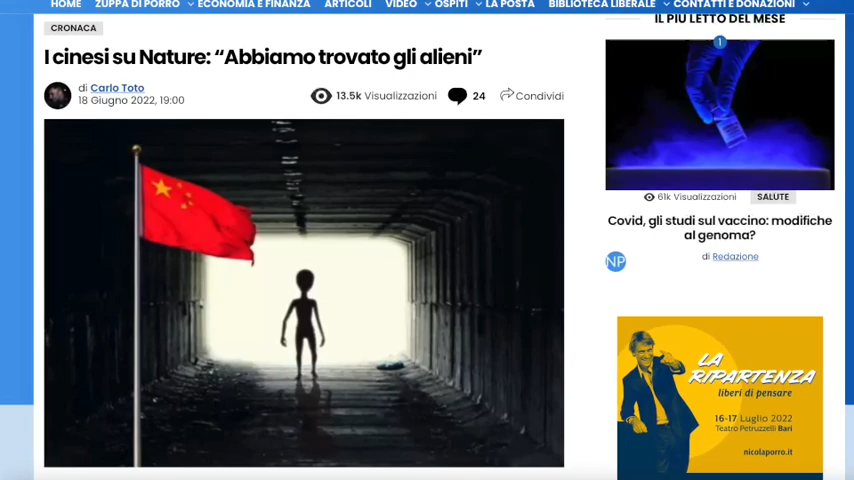 HOME ZUPPA DI PORRO ECONOMIA E FINANZA ARTICOLI VIDEO OSPITI LA POSTA BIBLIOTECA LIBERALE CONTATTI E DONAZIONI
CRONACA
I cinesi su Nature: “Abbiamo trovato gli alieni”
di Carlo Toto
18 Giugno 2022, 19:00
13.5k Visualizzazioni
24
Condividi
IL PIÙ LETTO DEL MESE
1
61k Visualizzazioni
SALUTE
Covid, gli studi sul vaccino: modifiche
al genoma?
NP
di Redazione
LA
RIPARTENZA
liberi di pensare
16-17 Luglio 2022
Teatro Petruzzelli Bari
nicolaporro.it